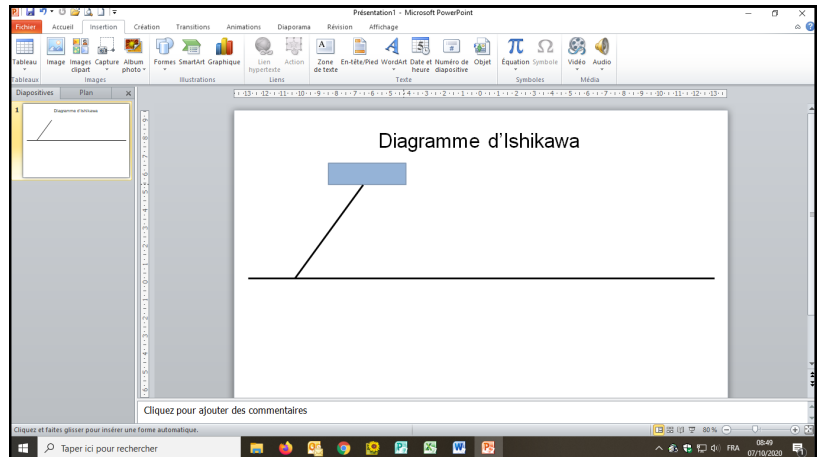 Présentation1 - Microsoft PowerPoint
Fichier Accueil Insertion Création Transitions Animations Diaporama Révision Affichage
Tableau Image Images clipart Capture Album photo Formes SmartArt Graphique Lien hypertexte Action Zone de texte En-tête/Pied WordArt Date et heure Numéro de diapositive Objet Équation Symbole Vidéo Audio
Tableaux Images Illustrations Liens Texte Symboles Média
Diapositives Plan
1
Diagramme d'Ishikawa
Diagramme d'Ishikawa
Cliquez pour ajouter des commentaires
Cliquez et faites glisser pour insérer une forme automatique.
80 %
Taper ici pour rechercher
FRA
08:49
07/10/2020